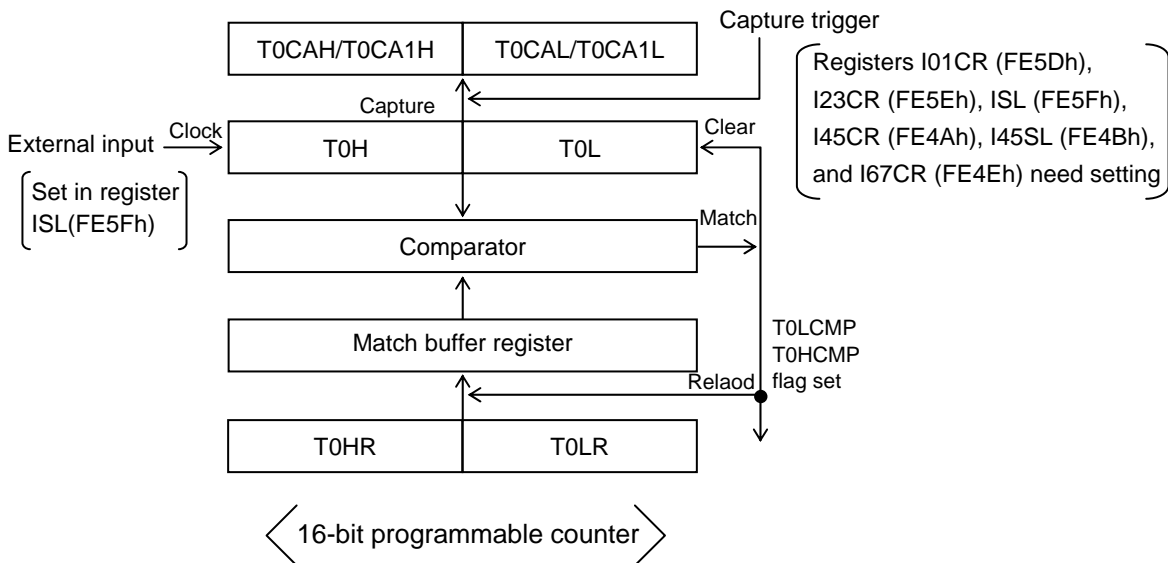 Capture trigger
T0CAH/T0CA1H
T0CAL/T0CA1L
Registers I01CR (FE5Dh),
I23CR (FE5Eh), ISL (FE5Fh),
I45CR (FE4Ah), I45SL (FE4Bh),
and I67CR (FE4Eh) need setting
Capture
External input
Clock
T0H
T0L
Clear
Set in register
ISL(FE5Fh)
Comparator
Match
Match buffer register
T0LCMP
T0HCMP
flag set
Relaod
T0HR
T0LR
16-bit programmable counter